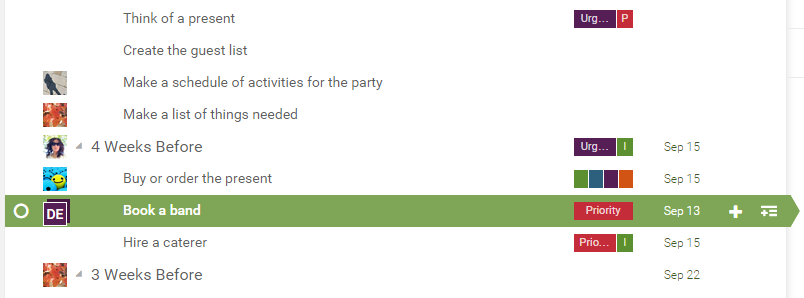 Think of a present Urg... P
Create the guest list
Make a schedule of activities for the party
Make a list of things needed
4 Weeks Before Urg... I Sep 15
Buy or order the present Sep 15
DE Book a band Priority Sep 13
Hire a caterer Prio... I Sep 15
3 Weeks Before Sep 22